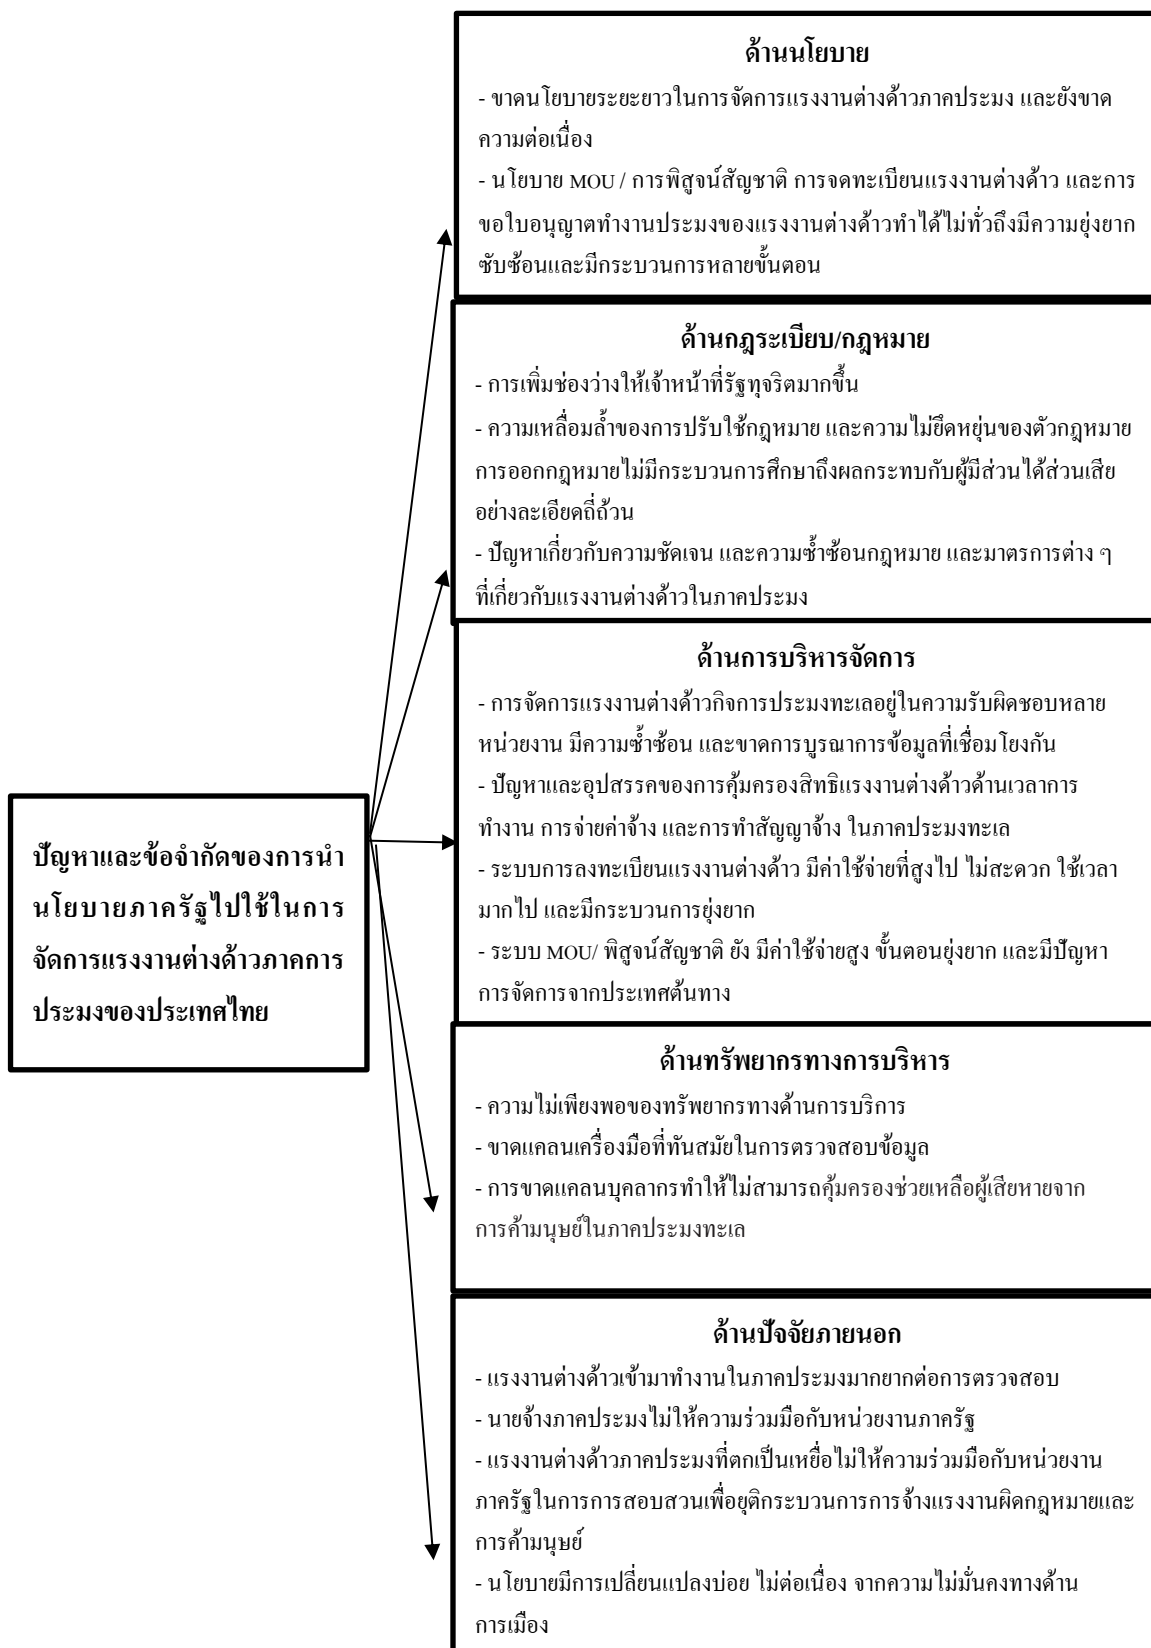 ด้านนโยบาย
- ขาดนโยบายระยะยาวในการจัดการแรงงานต่างด้าวภาคประมง และยังขาด
ความต่อเนื่อง
- นโยบาย MOU / การพิสูจน์สัญชาติ การจดทะเบียนแรงงานต่างด้าว และการ
ขอใบอนุญาตทำงานประมงของแรงงานต่างด้าวทำได้ไม่ทั่วถึงมีความยุ่งยาก
ซับซ้อนและมีกระบวนการหลายขั้นตอน
ด้านกฎระเบียบ/กฎหมาย
- การเพิ่มช่องว่างให้เจ้าหน้าที่รัฐทุจริตมากขึ้น
- ความเหลื่อมล้ำของการปรับใช้กฎหมาย และความไม่ยืดหยุ่นของตัวกฎหมาย
การออกกฎหมายไม่มีกระบวนการศึกษาถึงผลกระทบกับผู้มีส่วนได้ส่วนเสีย
อย่างละเอียดถี่ถ้วน
- ปัญหาเกี่ยวกับความชัดเจน และความซ้ำซ้อนกฎหมาย และมาตรการต่าง ๆ
ที่เกี่ยวกับแรงงานต่างด้าวในภาคประมง
ด้านการบริหารจัดการ
- การจัดการแรงงานต่างด้าวกิจการประมงทะเลอยู่ในความรับผิดชอบหลาย
หน่วยงาน มีความซ้ำซ้อน และขาดการบูรณาการข้อมูลที่เชื่อมโยงกัน
- ปัญหาและอุปสรรคของการคุ้มครองสิทธิแรงงานต่างด้าวด้านเวลาการ
ทำงาน การจ่ายค่าจ้าง และการทำสัญญาจ้าง ในภาคประมงทะเล
- ระบบการลงทะเบียนแรงงานต่างด้าว มีค่าใช้จ่ายที่สูงไป ไม่สะดวก ใช้เวลา
มากไป และมีกระบวนการยุ่งยาก
- ระบบ MOU/ พิสูจน์สัญชาติ ยัง มีค่าใช้จ่ายสูง ขั้นตอนยุ่งยาก และมีปัญหา
การจัดการจากประเทศต้นทาง
ปัญหาและข้อจำกัดของการนำ
นโยบายภาครัฐไปใช้ในการ
จัดการแรงงานต่างด้าวภาคการ
ประมงของประเทศไทย
ด้านทรัพยากรทางการบริหาร
- ความไม่เพียงพอของทรัพยากรทางด้านการบริการ
- ขาดแคลนเครื่องมือที่ทันสมัยในการตรวจสอบข้อมูล
- การขาดแคลนบุคลากรทำให้ไม่สามารถคุ้มครองช่วยเหลือผู้เสียหายจาก
การค้ามนุษย์ในภาคประมงทะเล
ด้านปัจจัยภายนอก
- แรงงานต่างด้าวเข้ามาทำงานในภาคประมงมากยากต่อการตรวจสอบ
- นายจ้างภาคประมงไม่ให้ความร่วมมือกับหน่วยงานภาครัฐ
- แรงงานต่างด้าวภาคประมงที่ตกเป็นเหยื่อไม่ให้ความร่วมมือกับหน่วยงาน
ภาครัฐในการการสอบสวนเพื่อยุติกระบวนการการจ้างแรงงานผิดกฎหมายและ
การค้ามนุษย์
- นโยบายมีการเปลี่ยนแปลงบ่อย ไม่ต่อเนื่อง จากความไม่มั่นคงทางด้าน
การเมือง